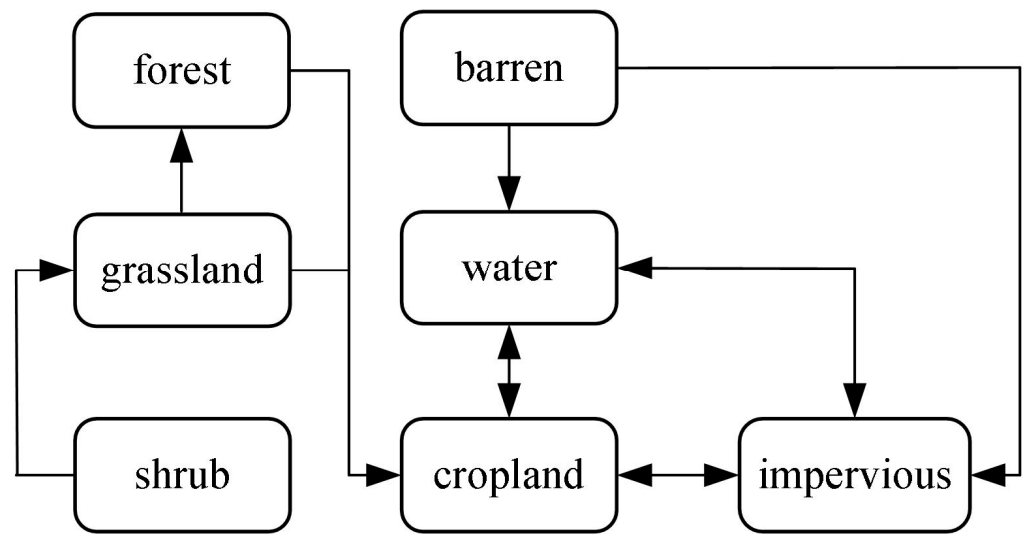 forest
barren
grassland
water
shrub
cropland
impervious